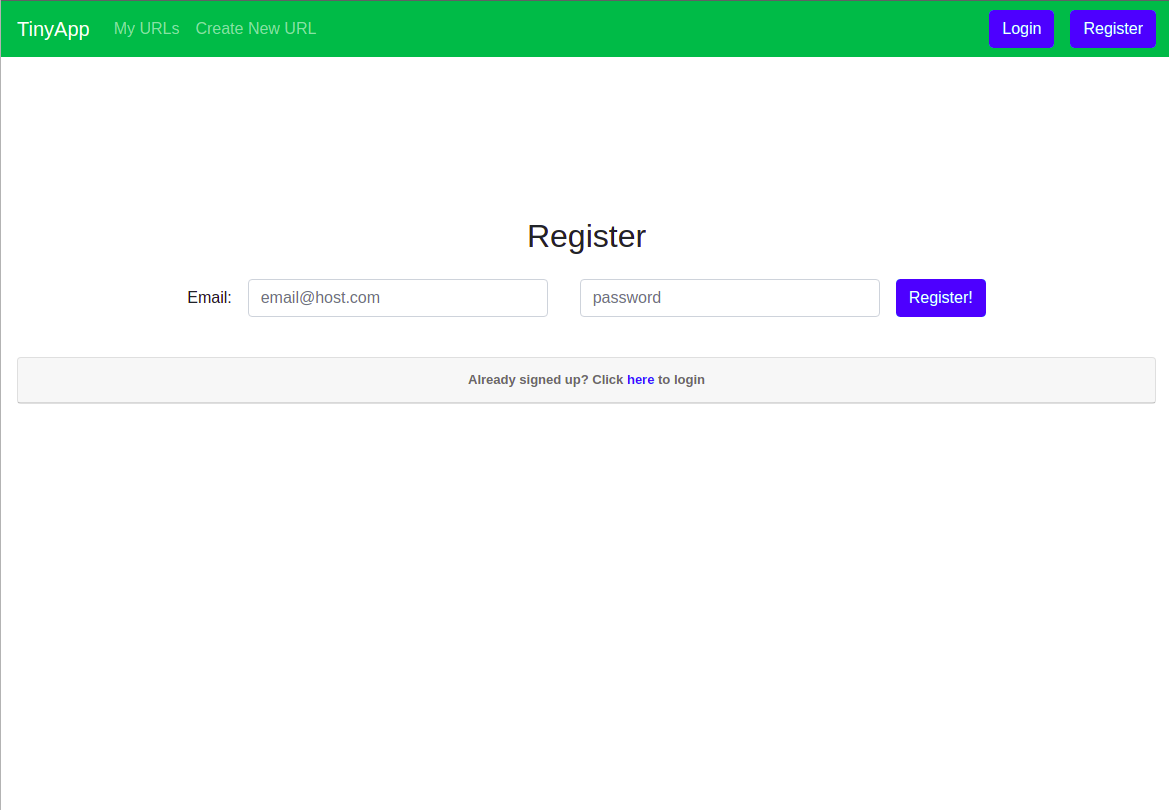 TinyApp My URLs Create New URL Login Register
Register
Email: email@host.com password Register!
Already signed up? Click here to login